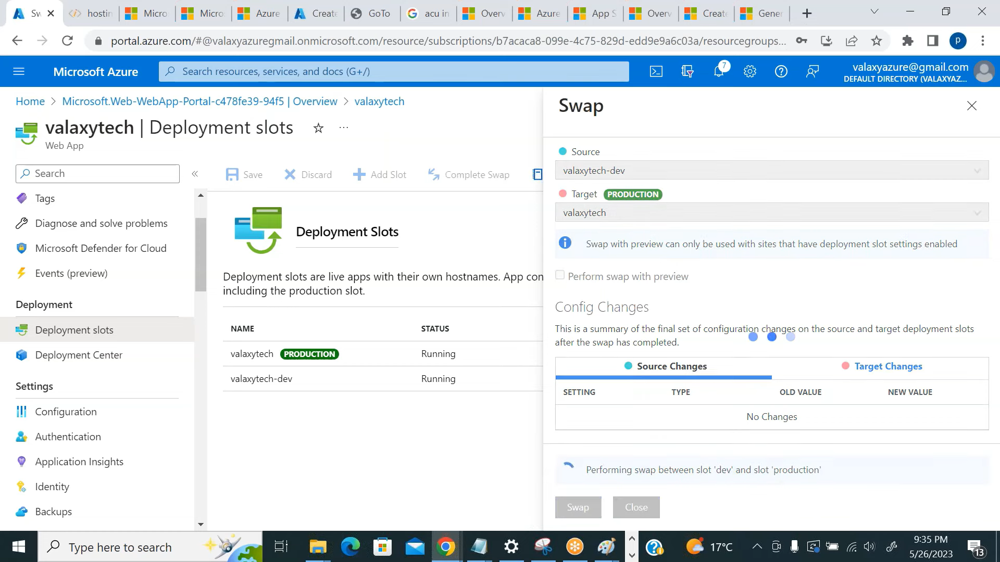 Sw
hostin
Micro
Micro
Azure
Create
GoTo
acu in
Overv
Azure
App S
Overv
Create
Gener
portal.azure.com/#@valaxyazuregmail.onmicrosoft.com/resource/subscriptions/b7acaca8-099e-4c75-829d-edd9e9a6c03a/resourcegroups...
P
Microsoft Azure
Search resources, services, and docs (G+/)
7
valaxyazure@gmail.com
DEFAULT DIRECTORY (VALAXYAZ...
Home > Microsoft.Web-WebApp-Portal-c478fe39-94f5 | Overview > valaxytech
valaxytech | Deployment slots
Web App
Search
Save
Discard
Add Slot
Complete Swap
Tags
Diagnose and solve problems
Microsoft Defender for Cloud
Events (preview)
Deployment
Deployment slots
Deployment Center
Settings
Configuration
Authentication
Application Insights
Identity
Backups
Deployment Slots
Deployment slots are live apps with their own hostnames. App con
including the production slot.
NAME STATUS
valaxytech PRODUCTION Running
valaxytech-dev Running
Swap
Source
valaxytech-dev
Target PRODUCTION
valaxytech
Swap with preview can only be used with sites that have deployment slot settings enabled
Perform swap with preview
Config Changes
This is a summary of the final set of configuration changes on the source and target deployment slots
after the swap has completed.
Source Changes Target Changes
SETTING TYPE OLD VALUE NEW VALUE
No Changes
Performing swap between slot 'dev' and slot 'production'
Swap Close
Type here to search
17°C
9:35 PM
5/26/2023
13